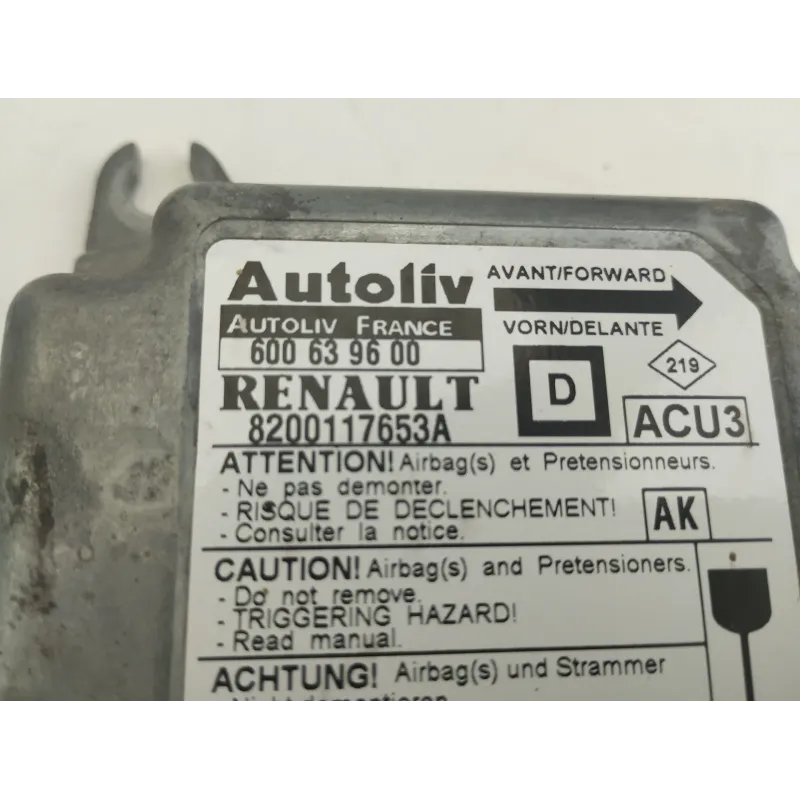 Autoliv
AVANT/FORWARD
AUTOLIV FRANCE
VORN/DELANTE
600 63 96 00
219
RENAULT
D
8200117653A
ACU3
ATTENTION! Airbag(s) et Pretensionneurs.
- Ne pas demonter.
- RISQUE DE DECLENCHEMENT!
- Consulter la notice.
AK
CAUTION! Airbag(s) and Pretensioners.
- Do not remove.
- TRIGGERING HAZARD!
- Read manual.
ACHTUNG! Airbag(s) und Strammer
- Nicht demontieren